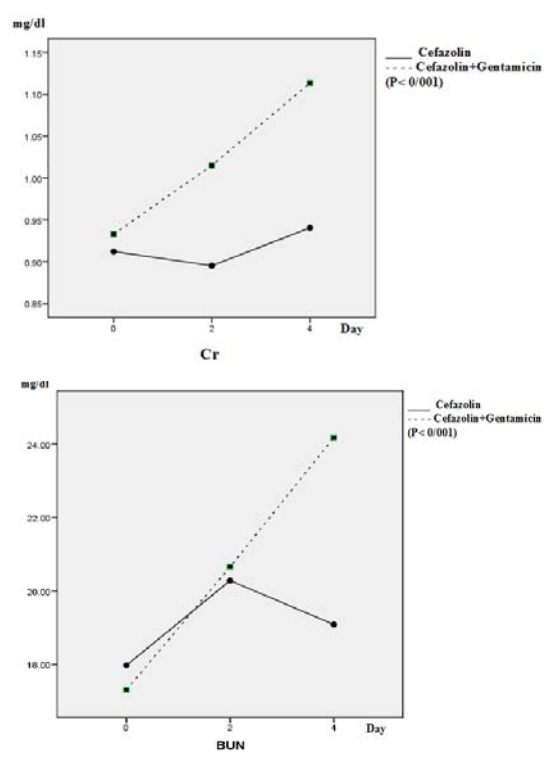 mg/dl
Cefazolin
Cefazolin+Gentamicin
(P< 0/001)
1.15
1.10
1.05
1.00
0.95
0.90
0.85
0 2 4 Day
Cr
mg/dl
Cefazolin
Cefazolin+Gentamicin
(P< 0/001)
24.00
22.00
20.00
18.00
0 2 4 Day
BUN